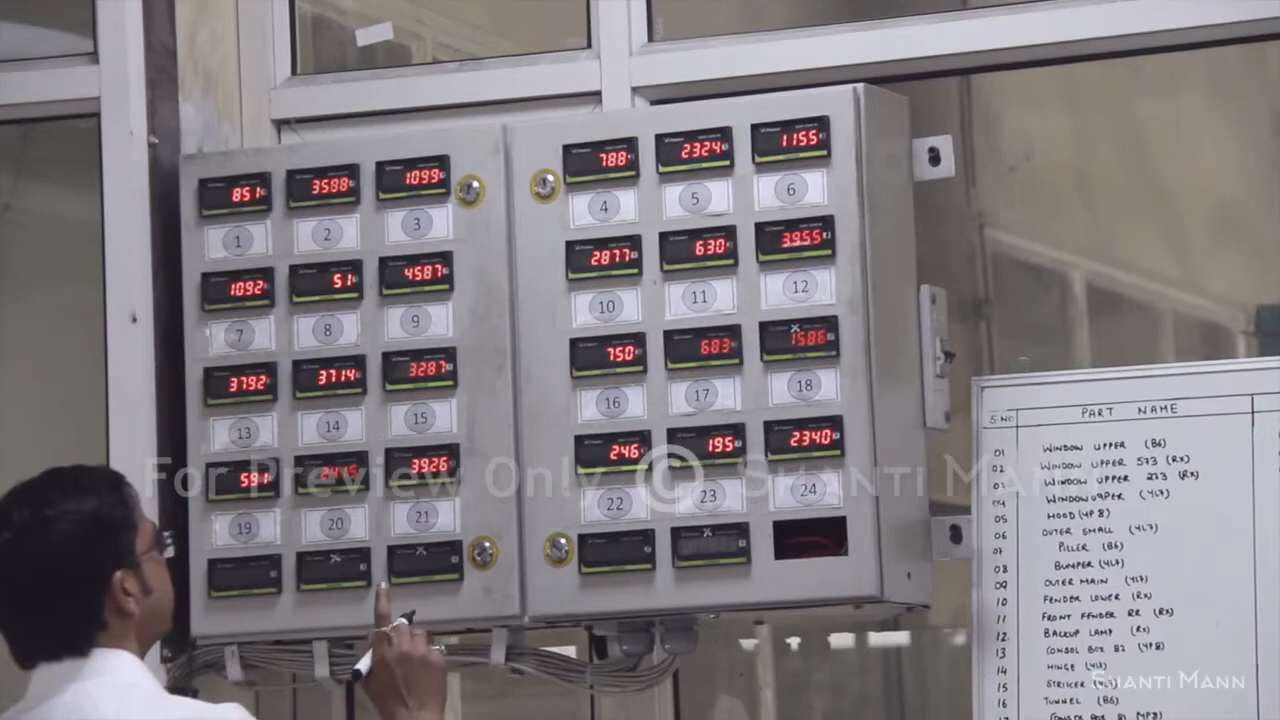 851 3588 1099
1 2 3
788 2324 1155
4 5 6
1092 51 4587
7 8 9
2877 630 3955
10 11 12
3792 3714 3287
13 14 15
750 683 1586
16 17 18
591 2415 3926
19 20 21
246 195 2340
22 23 24
For Preview Only © Shanti Mann
S.NO PART NAME
01 WINDOW UPPER (B6)
02 WINDOW UPPER 573 (RX)
03 WINDOW UPPER 233 (RX)
04 WINDOW UPPER (YL7)
05 HOOD (YP8)
06 OUTER SMALL (YL7)
07 PILLER (B6)
08 BUMPER (YL7)
09 OUTER MAIN (YL7)
10 FENDER LOWER (RX)
11 FRONT FENDER RR (RX)
12 BACKUP LAMP (RX)
13 CONSOL BOX B2 (YP8)
14 HINGE (YL8)
15 STRIKER
16 TUNNEL (B6)
SHANTI MANN